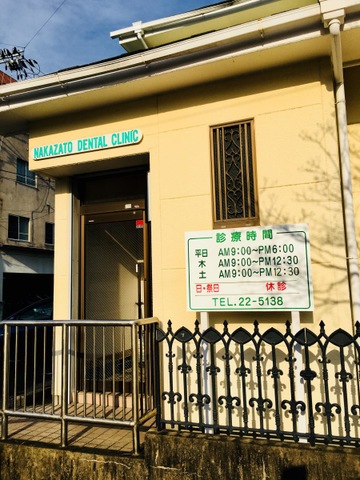 NAKAZATO DENTAL CLINIC
診療時間
平日 AM9:00~PM6:00
木 AM9:00~PM12:30
土 AM9:00~PM12:30
日・祭日 休診
TEL.22-5138